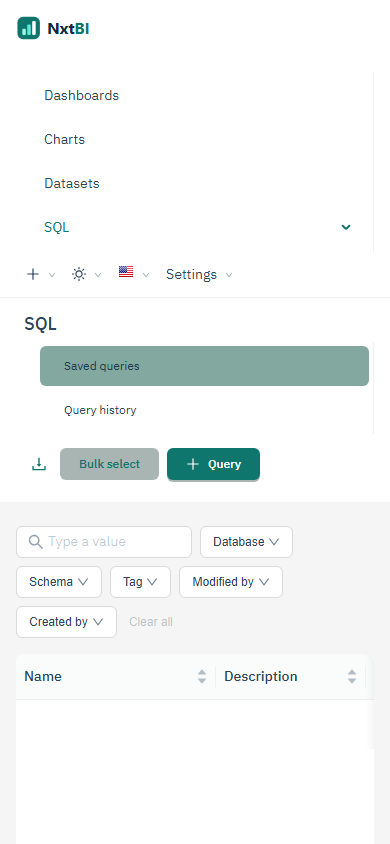 NxtBI
Dashboards
Charts
Datasets
SQL
Settings
SQL
Saved queries
Query history
Bulk select
Query
Type a value
Database
Schema
Tag
Modified by
Created by
Clear all
Name
Description